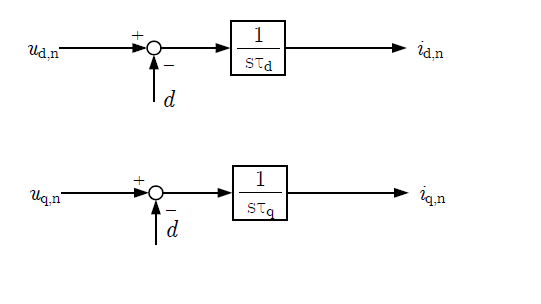 + 1
u_d,n i_d,n
− sτ_d
d
+ 1
u_q,n i_q,n
− sτ_q
d